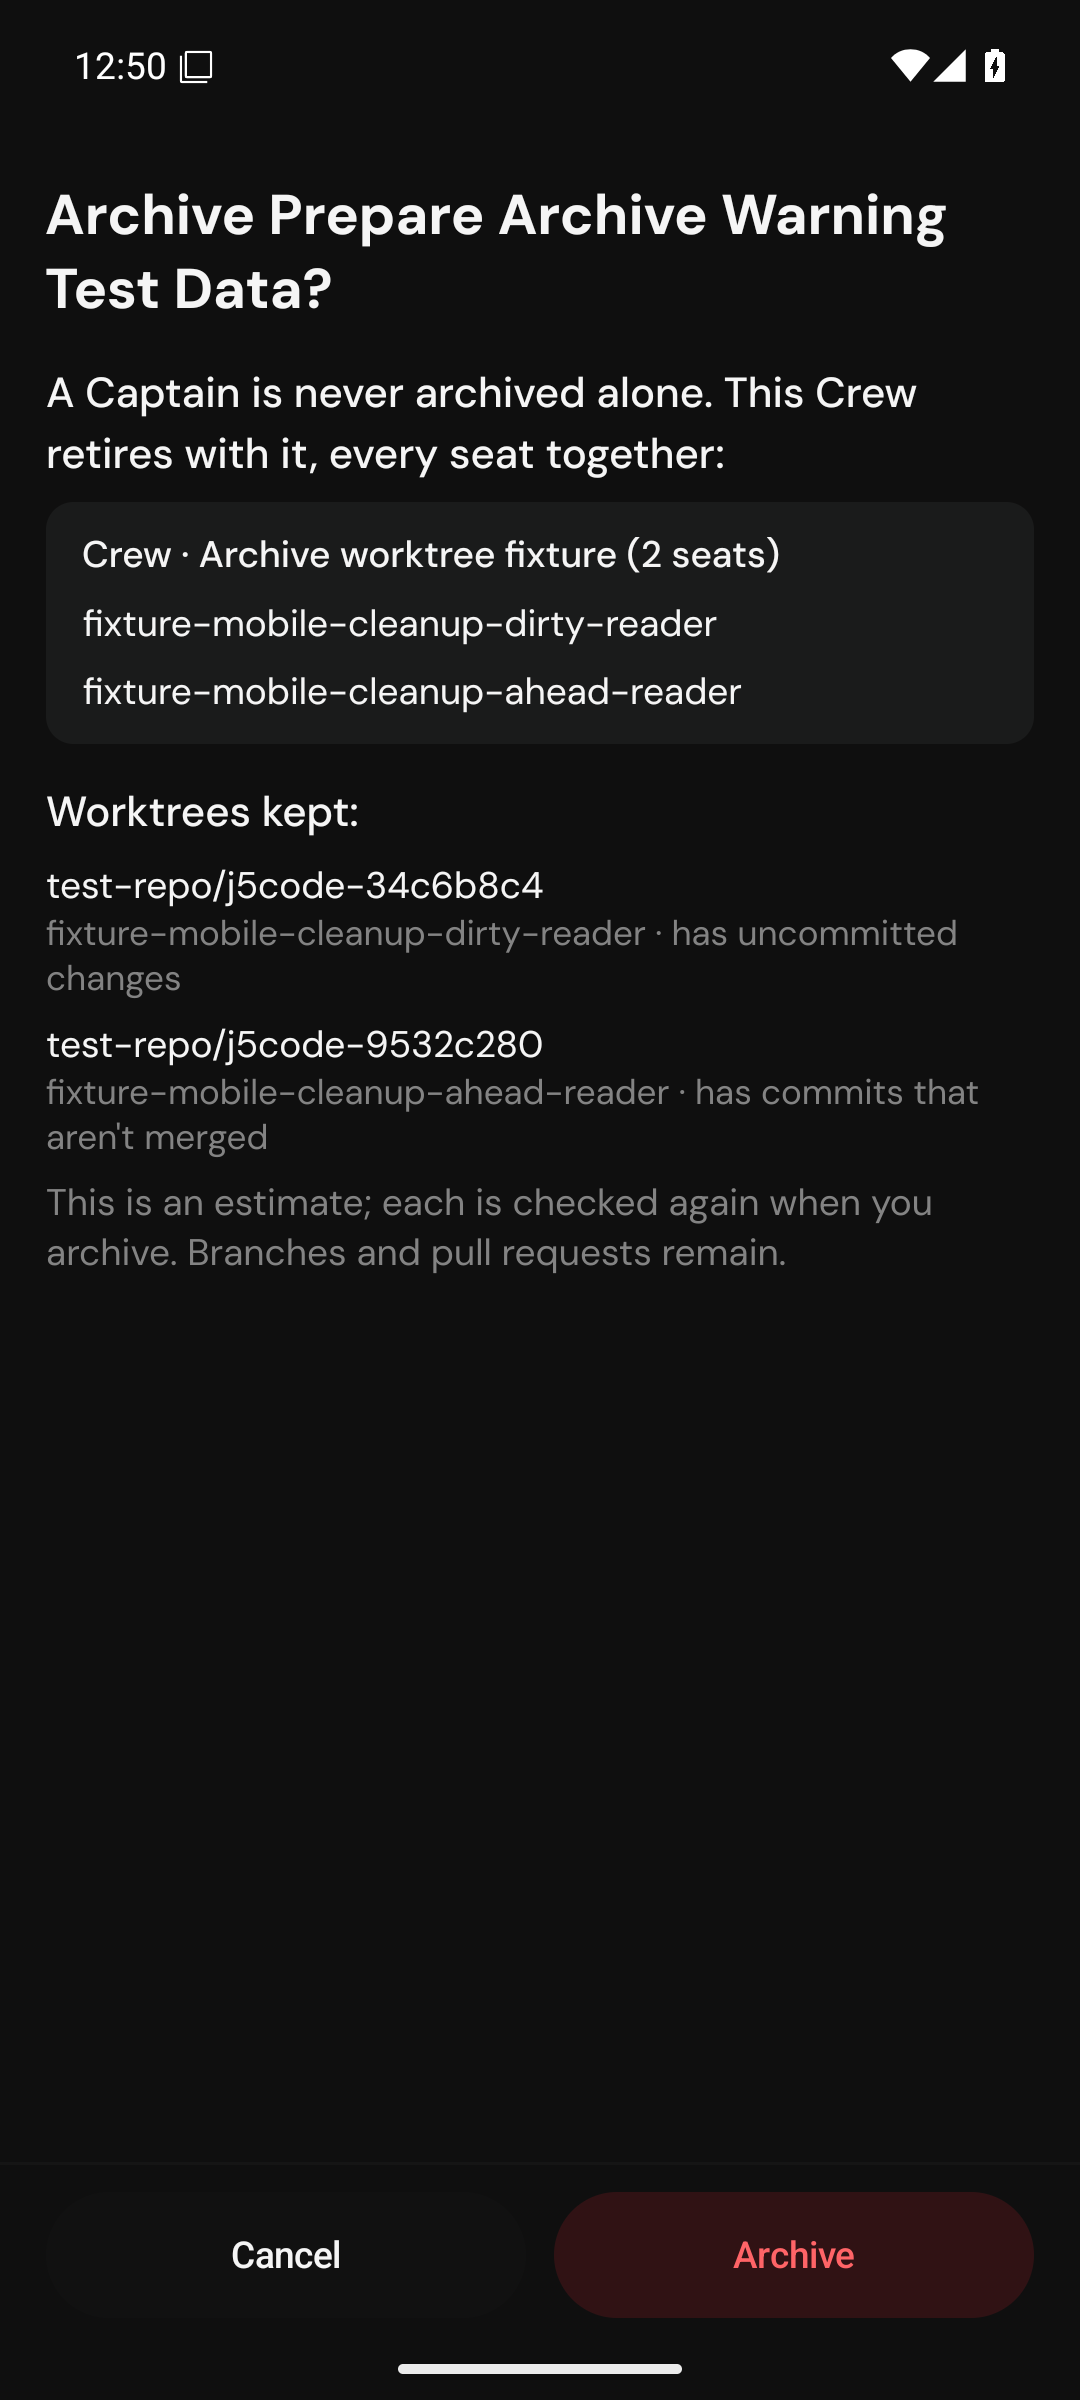 12:50
Archive Prepare Archive Warning
Test Data?
A Captain is never archived alone. This Crew
retires with it, every seat together:
Crew · Archive worktree fixture (2 seats)
fixture-mobile-cleanup-dirty-reader
fixture-mobile-cleanup-ahead-reader
Worktrees kept:
test-repo/j5code-34c6b8c4
fixture-mobile-cleanup-dirty-reader · has uncommitted
changes
test-repo/j5code-9532c280
fixture-mobile-cleanup-ahead-reader · has commits that
aren't merged
This is an estimate; each is checked again when you
archive. Branches and pull requests remain.
Cancel
Archive